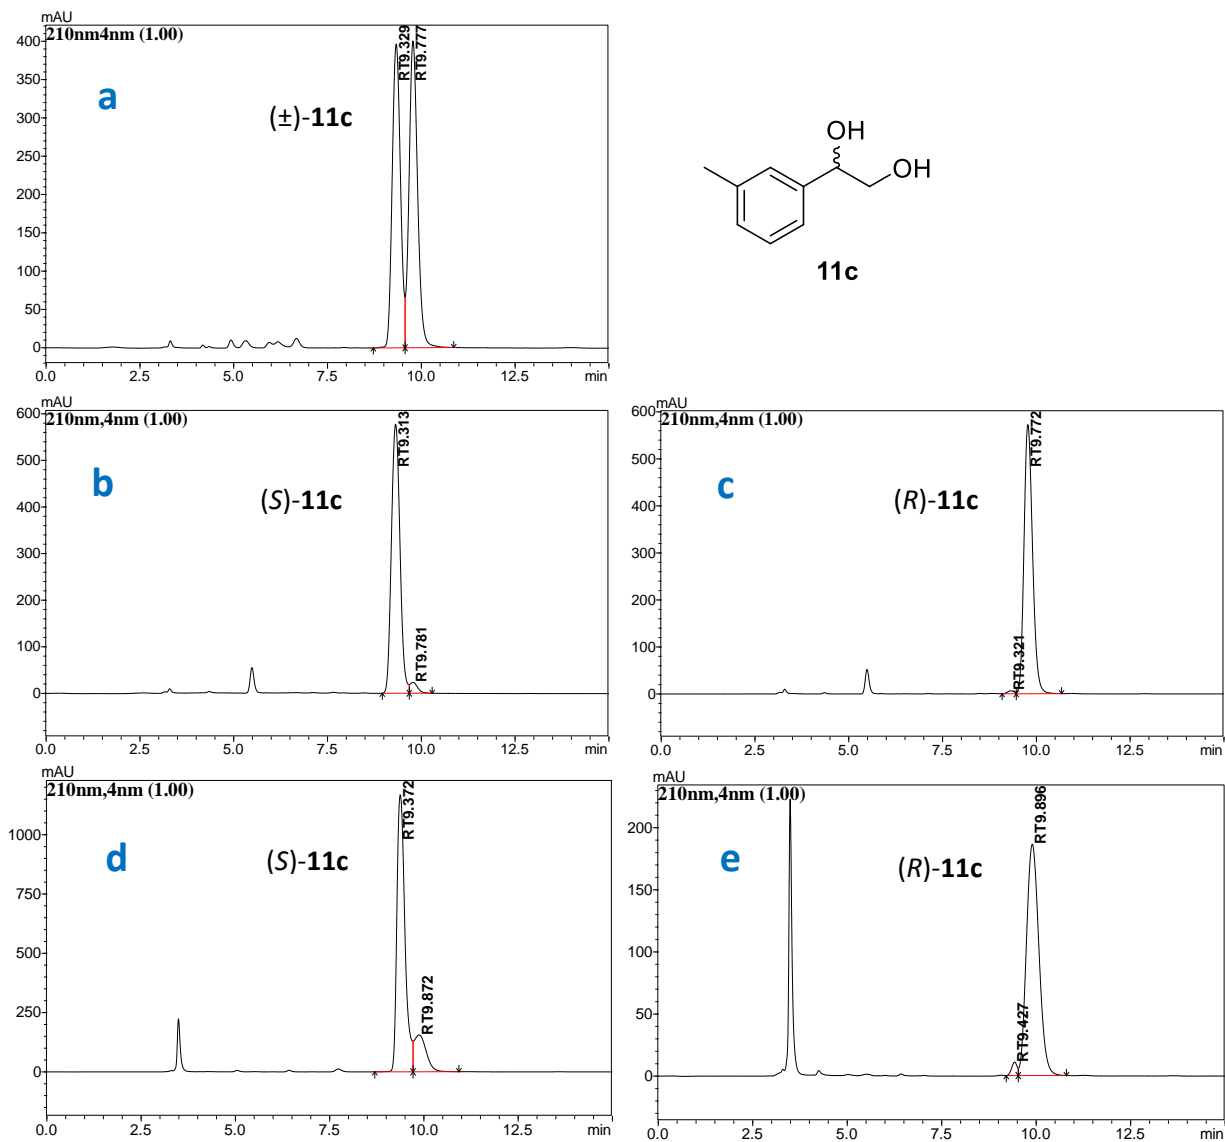 mAU
210nm4nm (1.00)
RT9.329
RT9.777
a
(±)-11c
400
350
300
250
200
150
100
50
0
0.0 2.5 5.0 7.5 10.0 12.5 min
OH
OH
11c
mAU
210nm,4nm (1.00)
RT9.313
RT9.781
b
(S)-11c
600
500
400
300
200
100
0
0.0 2.5 5.0 7.5 10.0 12.5 min
mAU
210nm,4nm (1.00)
RT9.321
RT9.772
c
(R)-11c
600
500
400
300
200
100
0
0.0 2.5 5.0 7.5 10.0 12.5 min
mAU
210nm,4nm (1.00)
RT9.372
RT9.872
d
(S)-11c
1000
750
500
250
0
0.0 2.5 5.0 7.5 10.0 12.5 min
mAU
210nm,4nm (1.00)
RT9.427
RT9.896
e
(R)-11c
200
150
100
50
0
0.0 2.5 5.0 7.5 10.0 12.5 min